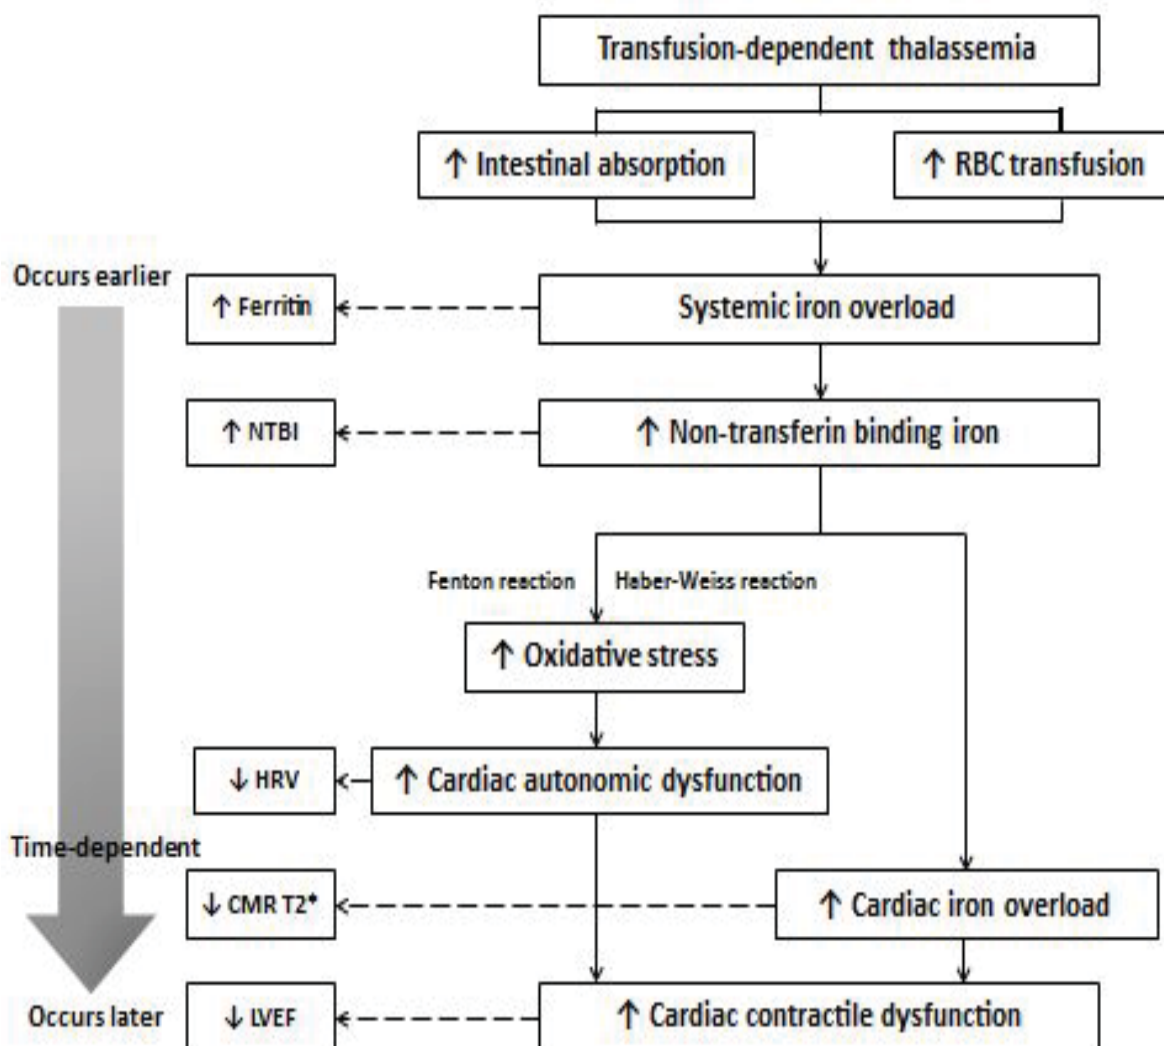 Transfusion-dependent thalassemia
↑ Intestinal absorption
↑ RBC transfusion
Occurs earlier
↑ Ferritin
Systemic iron overload
↑ NTBI
↑ Non-transferin binding iron
Fenton reaction
Haber-Weiss reaction
↑ Oxidative stress
↓ HRV
↑ Cardiac autonomic dysfunction
Time-dependent
↓ CMR T2*
↑ Cardiac iron overload
Occurs later
↓ LVEF
↑ Cardiac contractile dysfunction